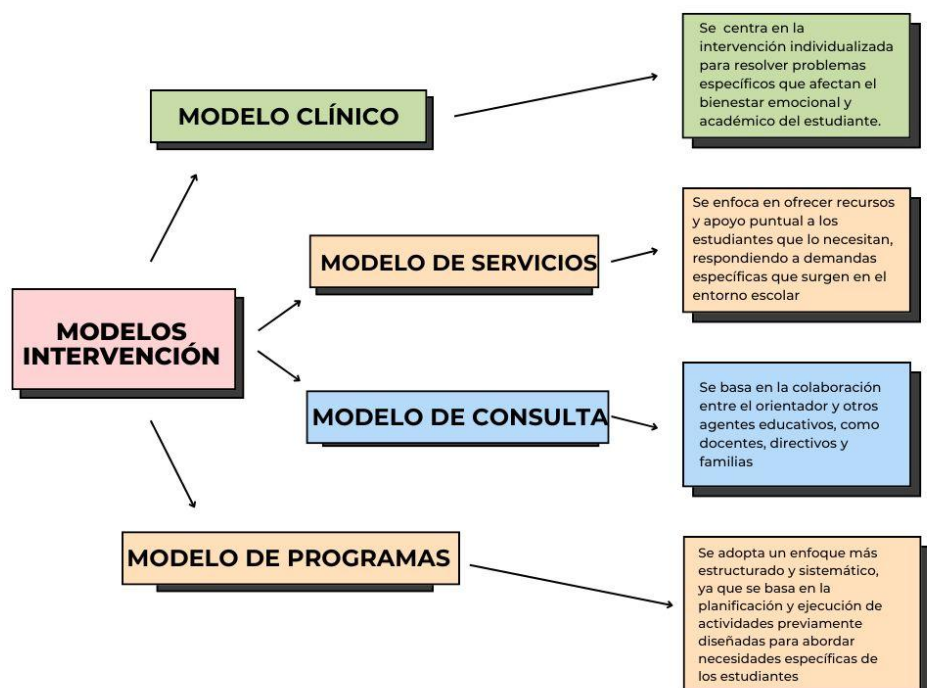 MODELOS
INTERVENCIÓN
MODELO CLÍNICO
Se centra en la
intervención individualizada
para resolver problemas
específicos que afectan el
bienestar emocional y
académico del estudiante.
MODELO DE SERVICIOS
Se enfoca en ofrecer recursos
y apoyo puntual a los
estudiantes que lo necesitan,
respondiendo a demandas
específicas que surgen en el
entorno escolar
MODELO DE CONSULTA
Se basa en la colaboración
entre el orientador y otros
agentes educativos, como
docentes, directivos y
familias
MODELO DE PROGRAMAS
Se adopta un enfoque más
estructurado y sistemático,
ya que se basa en la
planificación y ejecución de
actividades previamente
diseñadas para abordar
necesidades específicas de
los estudiantes